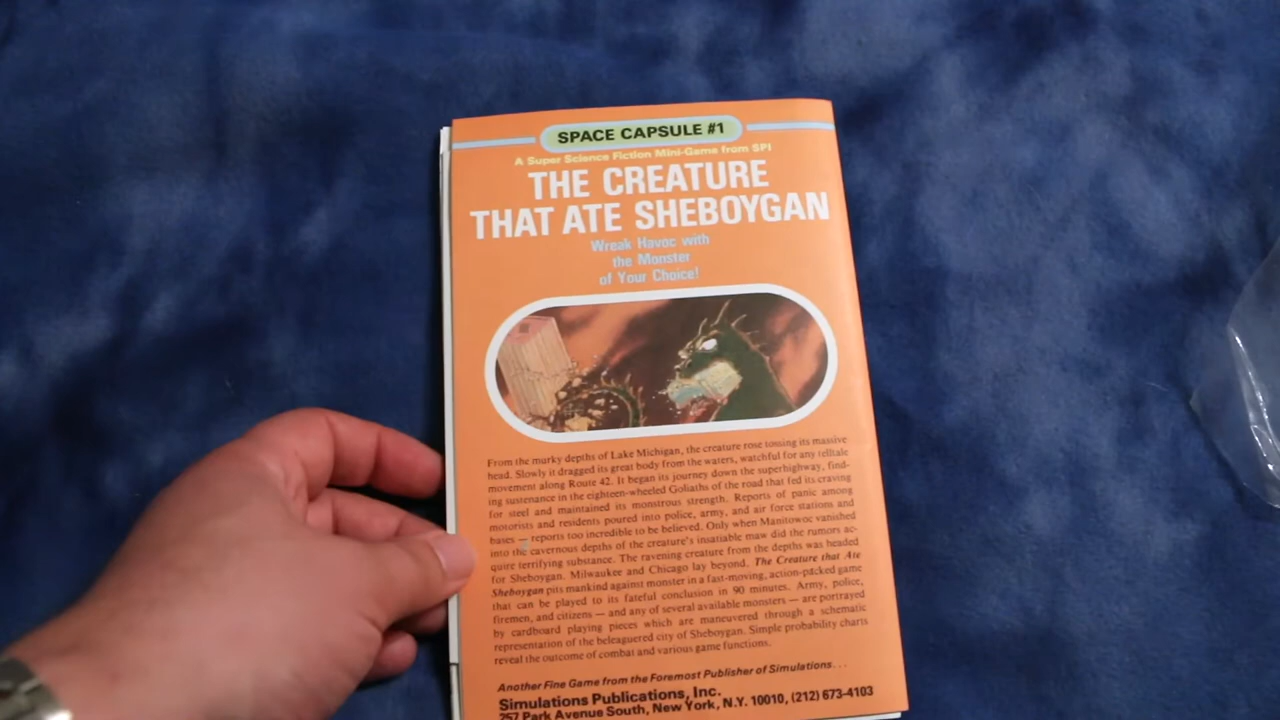 SPACE CAPSULE #1
A Super Science Fiction Mini-Game from SPI
THE CREATURE
THAT ATE SHEBOYGAN
Wreak Havoc with
the Monster
of Your Choice!
From the murky depths of Lake Michigan, the creature rose tossing its massive
head. Slowly it dragged its great body from the waters, watchful for any telltale
movement along Route 42. It began its journey down the superhighway, find-
ing sustenance in the eighteen-wheeled Goliaths of the road that fed its craving
for steel and maintained its monstrous strength. Reports of panic among
motorists and residents poured into police, army, and air force stations and
bases — reports too incredible to be believed. Only when Manitowoc vanished
into the cavernous depths of the creature's insatiable maw did the rumors ac-
quire terrifying substance. The ravening creature from the depths was headed
for Sheboygan. Milwaukee and Chicago lay beyond. The Creature that Ate
Sheboygan pits mankind against monster in a fast-moving, action-packed game
that can be played to its fateful conclusion in 90 minutes. Army, police,
firemen, and citizens — and any of several available monsters — are portrayed
by cardboard playing pieces which are maneuvered through a schematic
representation of the beleaguered city of Sheboygan. Simple probability charts
reveal the outcome of combat and various game functions.
Another Fine Game from the Foremost Publisher of Simulations...
Simulations Publications, Inc.
257 Park Avenue South, New York, N.Y. 10010, (212) 673-4103